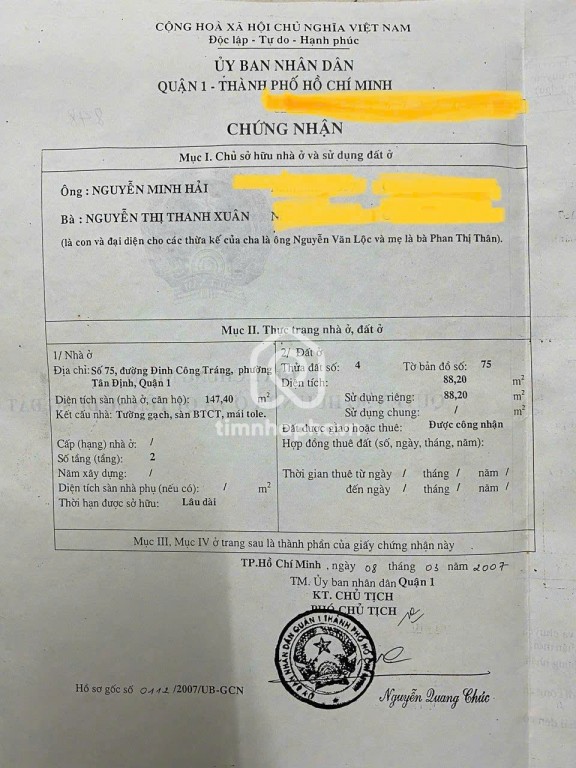 CỘNG HOÀ XÃ HỘI CHỦ NGHĨA VIỆT NAM
Độc lập - Tự do - Hạnh phúc
ỦY BAN NHÂN DÂN
QUẬN 1 - THÀNH PHỐ HỒ CHÍ MINH
CHỨNG NHẬN
Mục I. Chủ sở hữu nhà ở và sử dụng đất ở
Ông : NGUYỄN MINH HẢI
Bà : NGUYỄN THỊ THANH XUÂN
(là con và đại diện cho các thừa kế của cha là ông Nguyễn Văn Lộc và mẹ là bà Phan Thị Thân).
Mục II. Thực trạng nhà ở, đất ở
1/ Nhà ở
Địa chỉ: Số 75, đường Đinh Công Tráng, phường
Tân Định, Quận 1
Diện tích sàn (nhà ở, căn hộ): 147,40 m2
Kết cấu nhà: Tường gạch, sàn BTCT, mái tole.
Cấp (hạng) nhà ở: /
Số tầng (tầng): 2
Năm xây dựng: /
Diện tích sàn nhà phụ (nếu có): / m2
Thời hạn được sở hữu: Lâu dài
2/ Đất ở
Thửa đất số: 4 Tờ bản đồ số: 75
Diện tích: 88,20 m2
Sử dụng riêng: 88,20 m2
Sử dụng chung: / m2
Đất được giao hoặc thuê: Được công nhận
Hợp đồng thuê đất (số, ngày, tháng, năm):
Thời gian thuê từ ngày / tháng / năm /
đến ngày / tháng / năm /
timnhaphochcm
Mục III. Mục IV ở trang sau là thành phần của giấy chứng nhận này
TP.Hồ Chí Minh, ngày 08 tháng 03 năm 2007
TM. Ủy ban nhân dân Quận 1
KT. CHỦ TỊCH
PHÓ CHỦ TỊCH
ỦY BAN NHÂN DÂN QUẬN 1 THÀNH PHỐ HỒ CHÍ MINH
Hồ sơ gốc số 0112/2007/UB-GCN
Nguyễn Quang Chúc